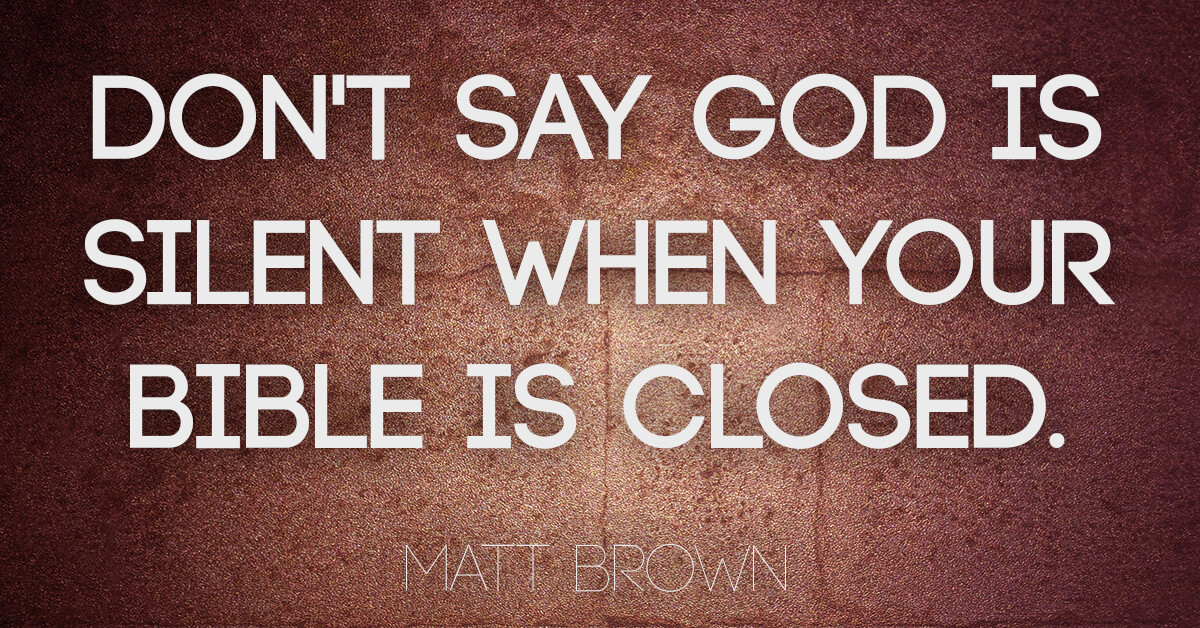 DON'T SAY GOD IS
SILENT WHEN YOUR
BIBLE IS CLOSED.
MATT BROWN